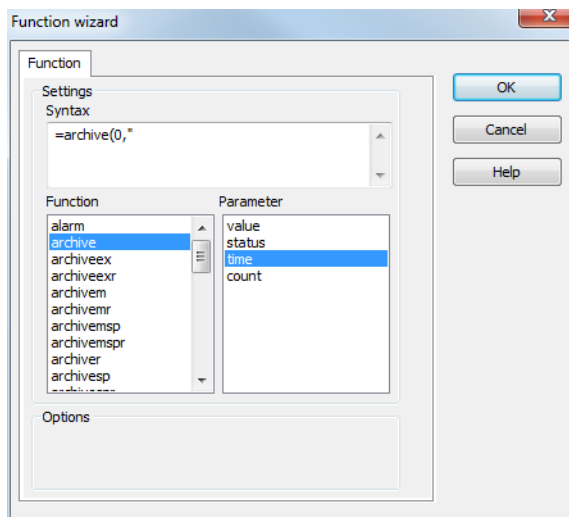 Function wizard
Function
Settings
Syntax
=archive(0,"
Function
Parameter
alarm
archive
archiveex
archiveexr
archivem
archivemr
archivemsp
archivemspr
archiver
archivesp
value
status
time
count
Options
OK
Cancel
Help